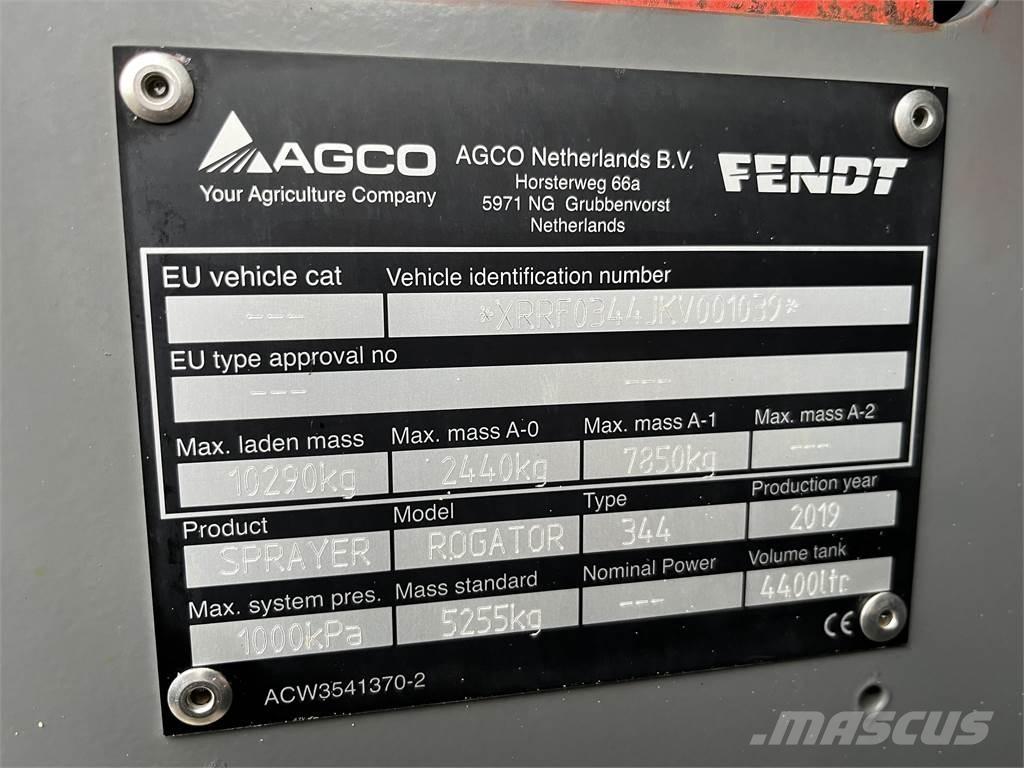 AGCO
Your Agriculture Company
AGCO Netherlands B.V.
Horsterweg 66a
5971 NG Grubbenvorst
Netherlands
FENDT
EU vehicle cat Vehicle identification number
--- *XRRF0344JKV001039*
EU type approval no
--- ---
Max. laden mass Max. mass A-0 Max. mass A-1 Max. mass A-2
10290kg 2440kg 7850kg ---
Product Model Type Production year
SPRAYER ROGATOR 344 2019
Max. system pres. Mass standard Nominal Power Volume tank
1000kPa 5255kg --- 4400ltr
CE
ACW3541370-2
MASCUS